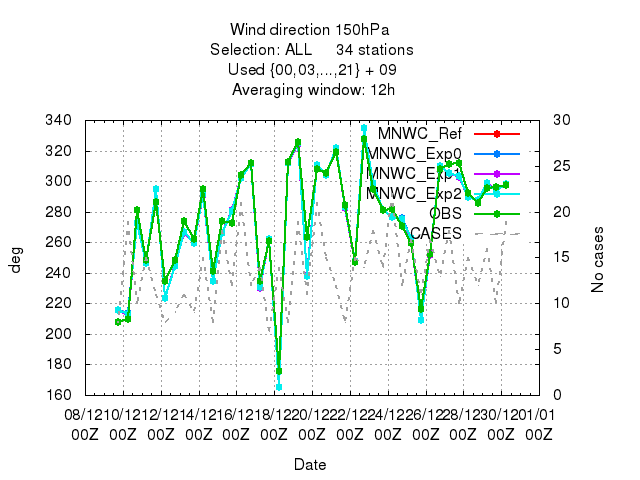 Wind direction 150hPa
Selection: ALL 34 stations
Used {00,03,...,21} + 09
Averaging window: 12h
340
320
300
280
260
240
220
200
180
160
deg
30
25
20
15
10
5
0
No cases
MNWC_Ref
MNWC_Exp0
MNWC_Exp1
MNWC_Exp2
OBS
CASES
08/12 10/12 12/12 14/12 16/12 18/12 20/12 22/12 24/12 26/12 28/12 30/12 01/01
00Z 00Z 00Z 00Z 00Z 00Z 00Z 00Z 00Z 00Z 00Z 00Z 00Z
Date